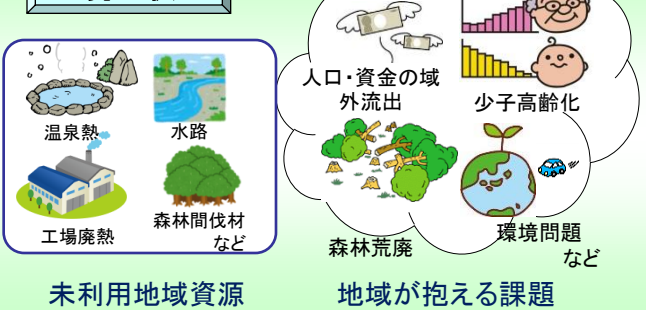 温泉熱
水路
工場廃熱
森林間伐材
など
未利用地域資源
人口・資金の域
外流出
少子高齢化
森林荒廃
環境問題
など
地域が抱える課題